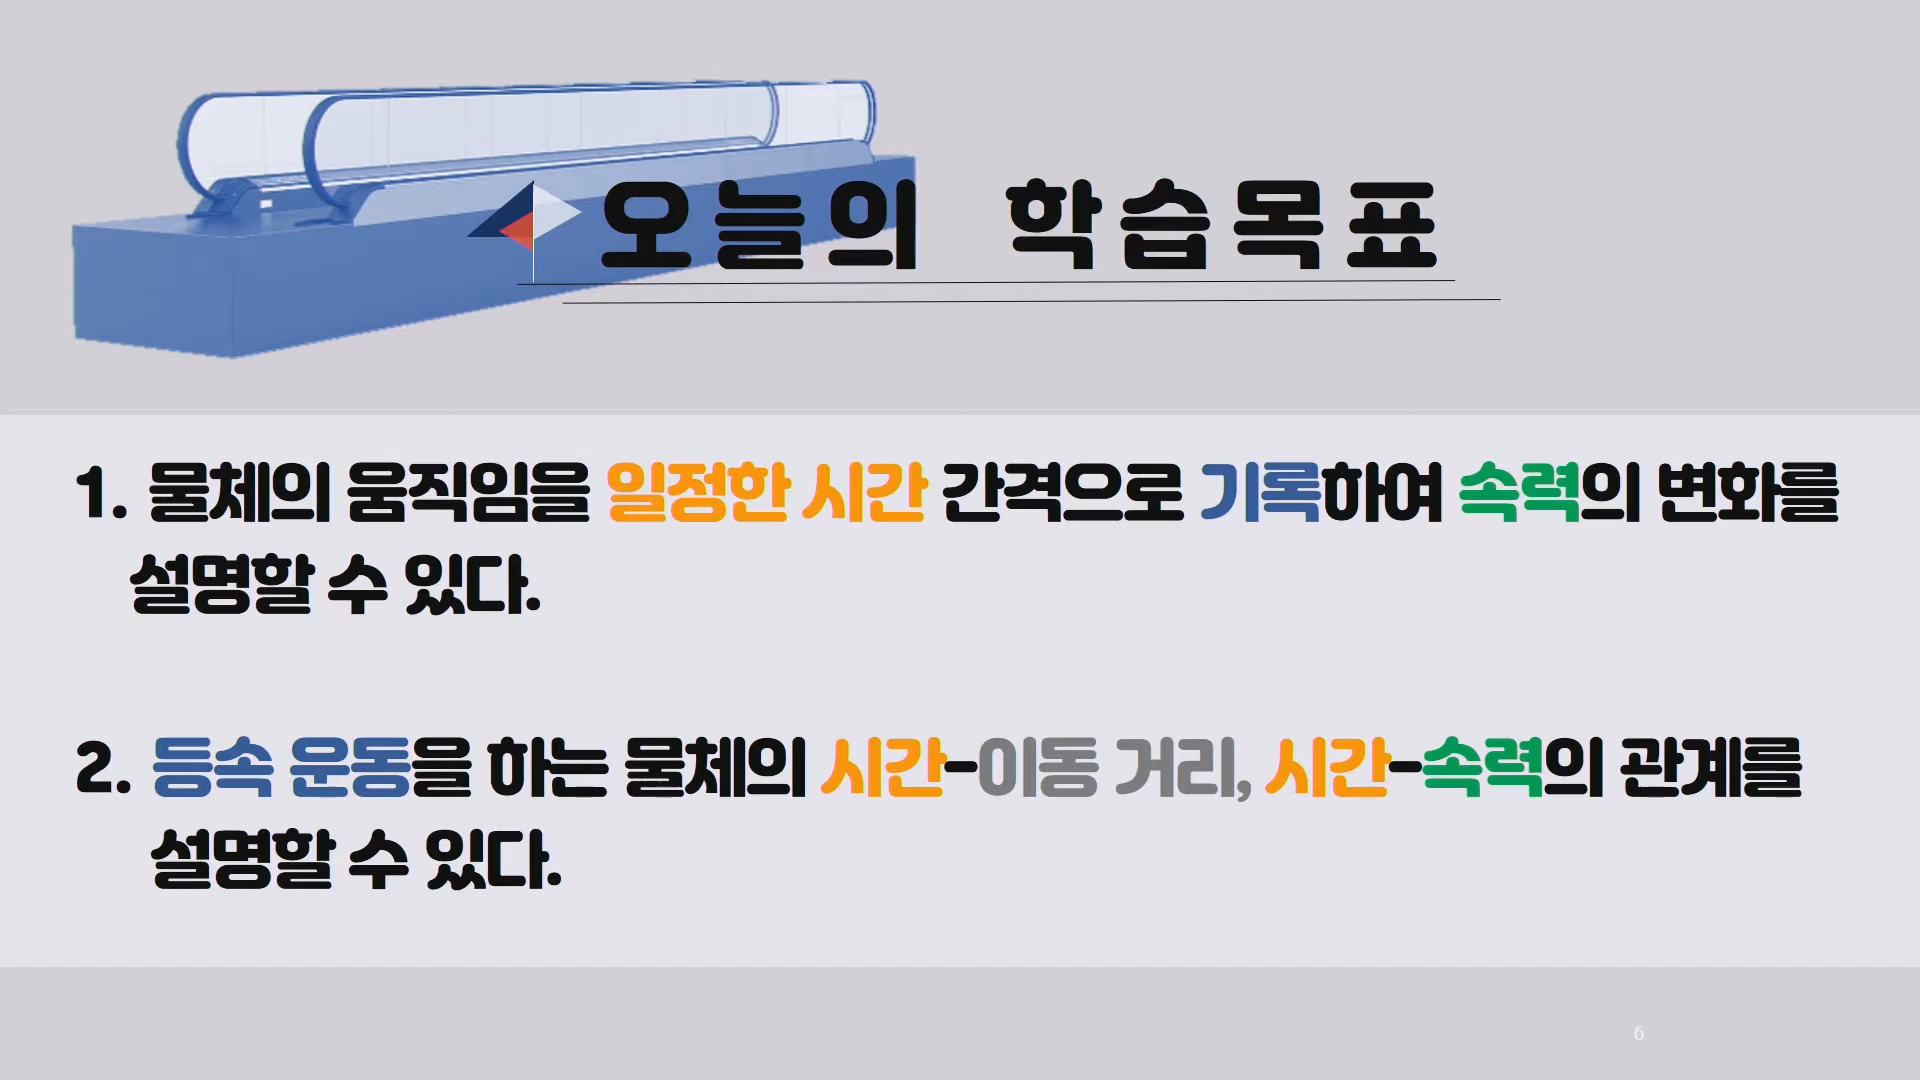 오늘의 학습목표
1. 물체의 움직임을 일정한 시간 간격으로 기록하여 속력의 변화를
설명할 수 있다.
2. 등속 운동을 하는 물체의 시간-이동 거리, 시간-속력의 관계를
설명할 수 있다.
6